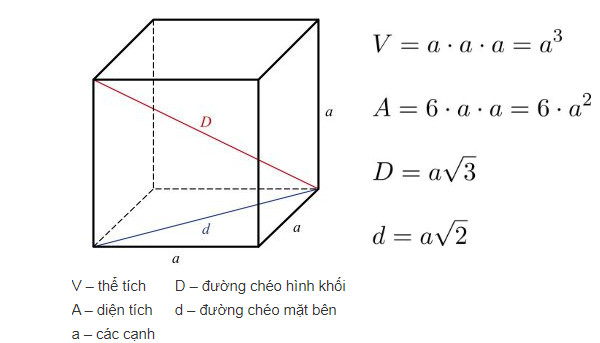 V = a · a · a = a³
D
a
A = 6 · a · a = 6 · a²
D = a√3
d
a
d = a√2
a
V – thể tích D – đường chéo hình khối
A – diện tích d – đường chéo mặt bên
a – các cạnh